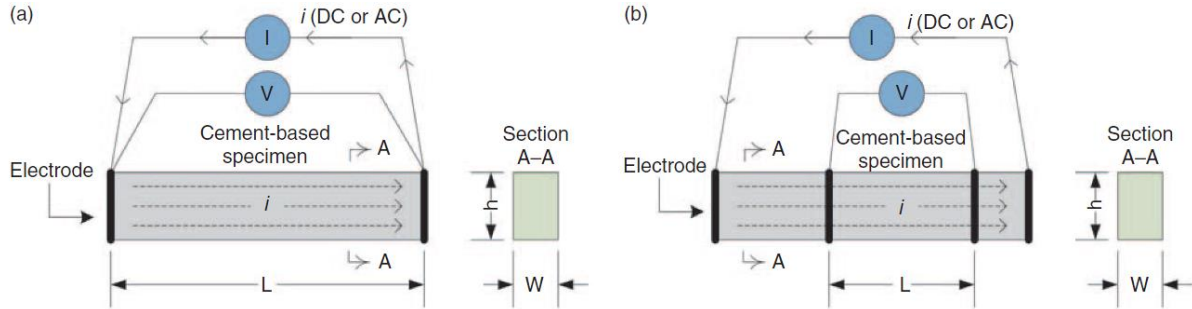 (a)
i (DC or AC)
I
V
Cement-based
specimen
A
Section
A–A
Electrode
i
h
A
L
W
(b)
i (DC or AC)
I
V
A
Cement-based
specimen
Section
A–A
Electrode
i
h
A
L
W